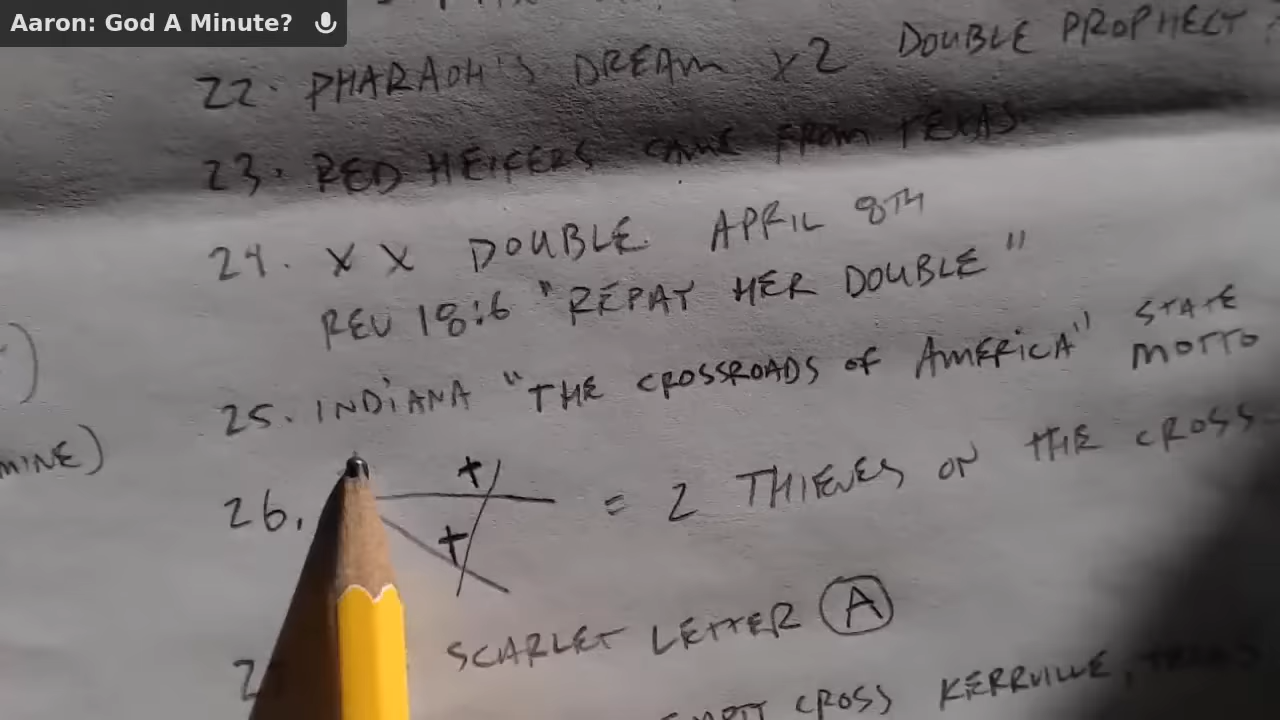 Aaron: God A Minute?
22. PHARAOH'S DREAM x2 DOUBLE PROPHECY?
23. RED HEIFERS CAME FROM TEXAS
24. X X DOUBLE APRIL 8TH
REV 18:6 "REPAY HER DOUBLE"
25. INDIANA "THE CROSSROADS OF AMERICA" STATE MOTTO
MINE)
26. + + = 2 THIEVES ON THE CROSS
SCARLET LETTER A
CROSS KERRVILLE, TEXAS